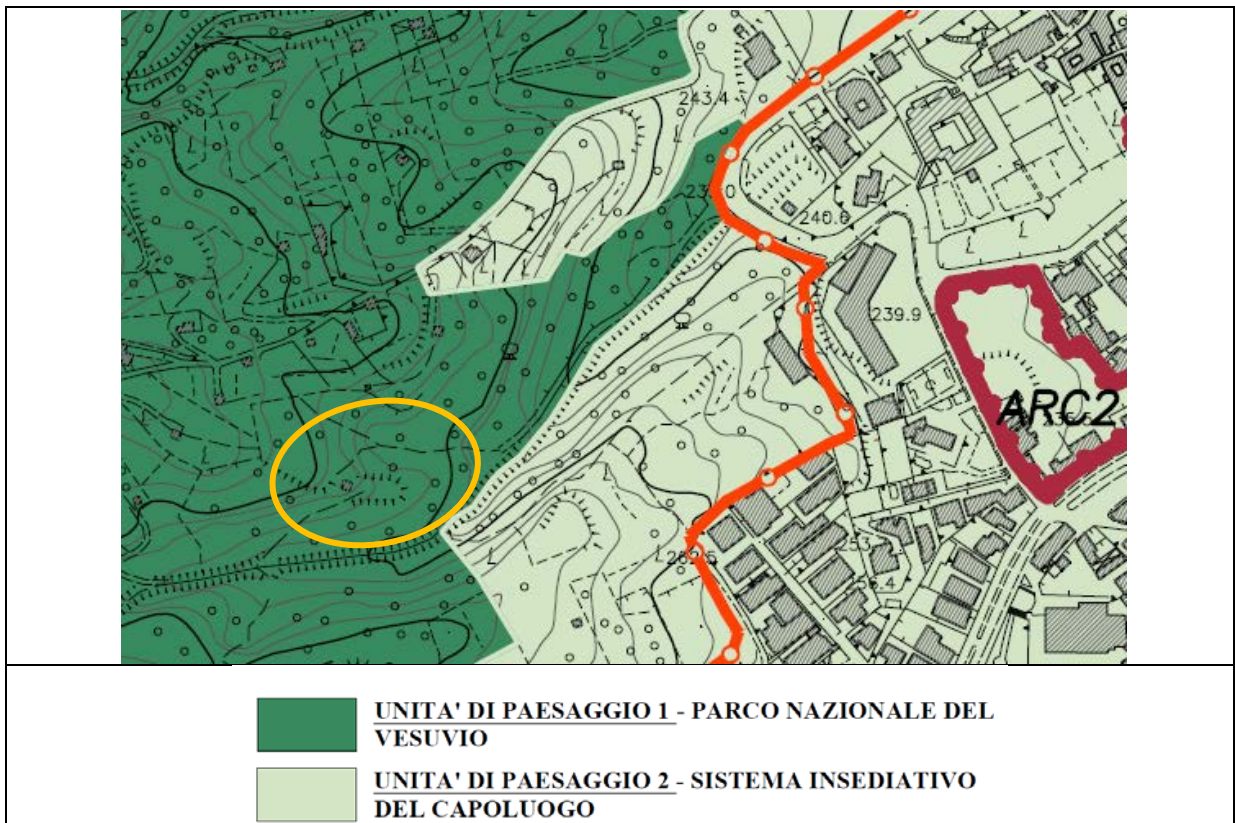 243.4
240.6
239.9
ARC2
UNITA' DI PAESAGGIO 1 - PARCO NAZIONALE DEL
VESUVIO
UNITA' DI PAESAGGIO 2 - SISTEMA INSEDIATIVO
DEL CAPOLUOGO